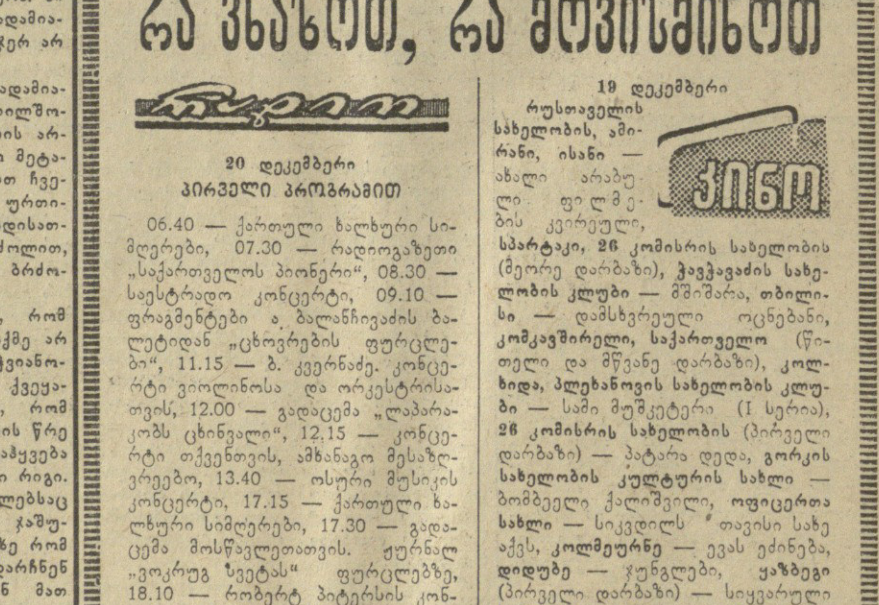 რა ვნახოთ, რა მოვისმინოთ
რადიო
20 დეკემბერი
პირველი პროგრამით
06.40 — ქართული ხალხური სი-
მღერები, 07.30 — რადიოგაზეთი
„საქართველოს პიონერი“, 08.30 —
საესტრადო კონცერტი, 09.10 —
ფრაგმენტები ა. ბალანჩივაძის ბა-
ლეტიდან „ცხოვრების ფურცლე-
ბი“, 11.15 — ბ. კვერნაძე. კონცე-
რტი ვიოლინოსა და ორკესტრისა-
თვის, 12.00 — გადაცემა „ლაპარა-
კობს ცხინვალი“, 12.15 — კონცე-
რტი თქვენთვის, ამხანაგო მესაზღ-
ვრეებო, 13.40 — ოსური მუსიკის
კონცერტი, 17.15 — ქართული ხა-
ლხური სიმღერები, 17.30 — გადა-
ცემა მოსწავლეთათვის. ჟურნალ
„ვოკრუგ სვეტას“ ფურცლებზე,
18.10 — რობერტ პიტერსის კონ-
19 დეკემბერი
კინო
რუსთაველის
სახელობის, ამი-
რანი, ისანი —
ახალი არაბუ-
ლი ფილმე-
ბის კვირეული,
სპარტაკი, 26 კომისრის სახელობის
(მეორე დარბაზი), ჭავჭავაძის სახე-
ლობის კლუბი — მშიშარა, თბილი-
სი — დამსხვრეული ოცნებანი,
კომკავშირელი, საქართველო (წი-
თელი და მწვანე დარბაზი), კოლ-
ხიდა, პლეხანოვის სახელობის კლუ-
ბი — სამი მუშკეტერი (I სერია),
26 კომისრის სახელობის (პირველი
დარბაზი) — პატარა დედა, გორკის
სახელობის კულტურის სახლი —
ბომბეელი ქალიშვილი, ოფიცერთა
სახლი — სიკვდილს თავისი სახე
აქვს, კოლმეურნე — ევას ეძინება,
დიდუბე — ჯუნგლები, ყაზბეგი
(პირველი დარბაზი) — სიყვარული